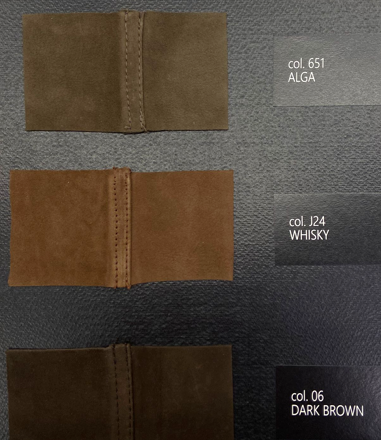 col. 651
ALGA
col. J24
WHISKY
col. 06
DARK BROWN